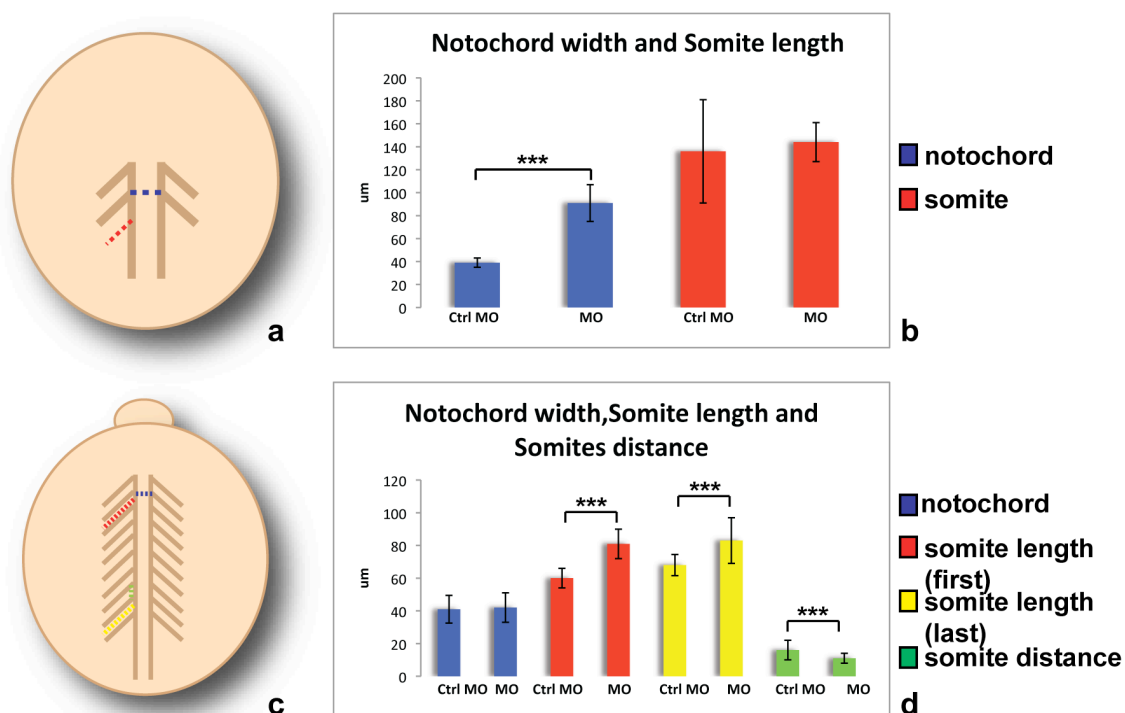 a
Notochord width and Somite length
um
200
180
160
140
120
100
80
60
40
20
0
***
Ctrl MO
MO
Ctrl MO
MO
notochord
somite
b
c
Notochord width,Somite length and
Somites distance
um
120
100
80
60
40
20
0
***
***
***
Ctrl MO
MO
Ctrl MO
MO
Ctrl MO
MO
Ctrl MO
MO
notochord
somite length
(first)
somite length
(last)
somite distance
d